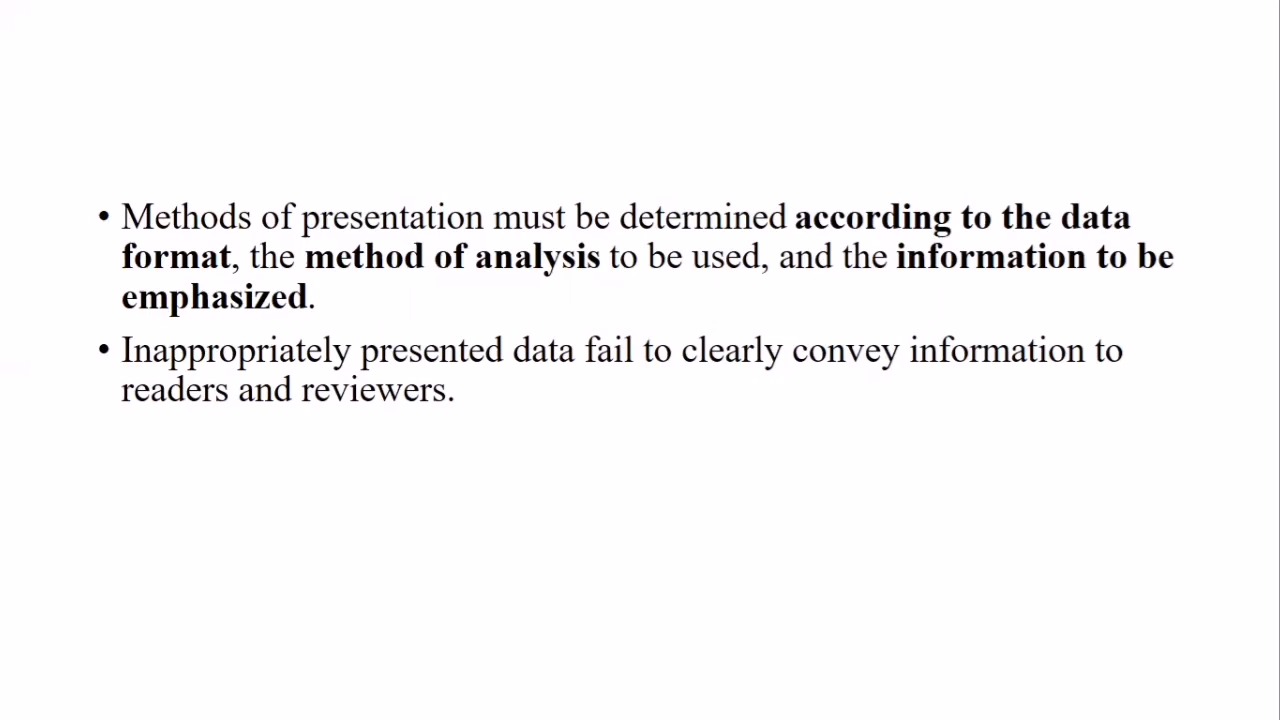 • Methods of presentation must be determined according to the data
format, the method of analysis to be used, and the information to be
emphasized.
• Inappropriately presented data fail to clearly convey information to
readers and reviewers.